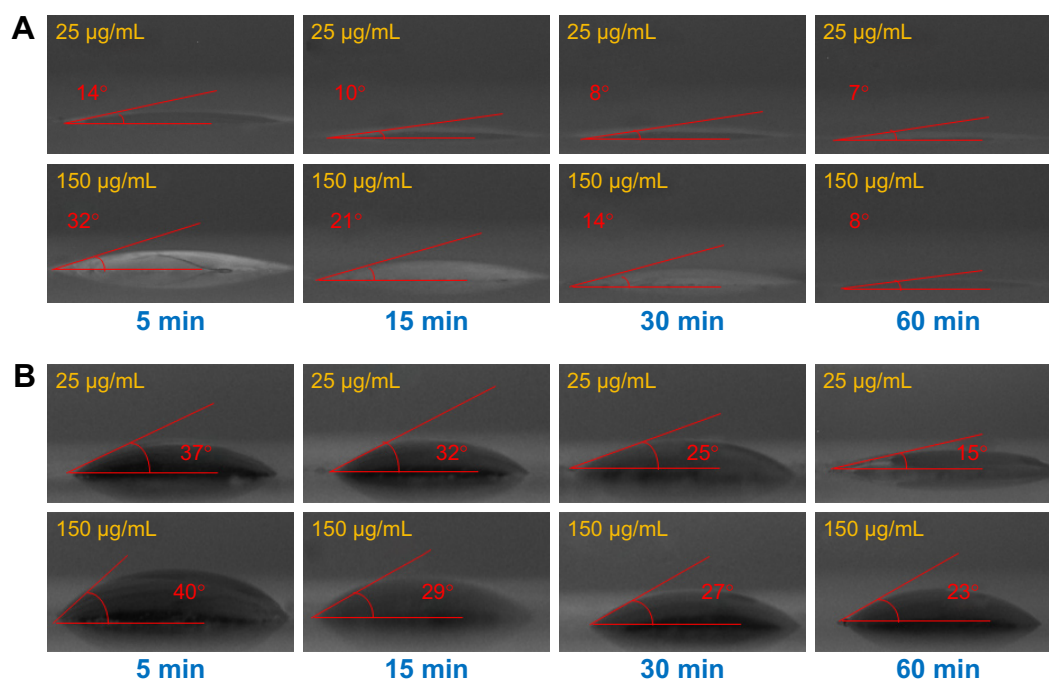 A
25 µg/mL 25 µg/mL 25 µg/mL 25 µg/mL
14° 10° 8° 7°
150 µg/mL 150 µg/mL 150 µg/mL 150 µg/mL
32° 21° 14° 8°
5 min 15 min 30 min 60 min
B
25 µg/mL 25 µg/mL 25 µg/mL 25 µg/mL
37° 32° 25° 15°
150 µg/mL 150 µg/mL 150 µg/mL 150 µg/mL
40° 29° 27° 23°
5 min 15 min 30 min 60 min